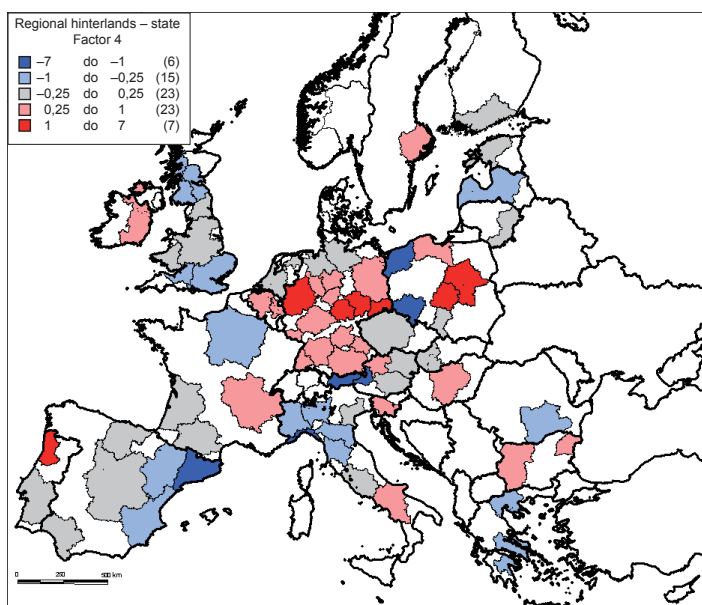 Regional hinterlands – state
Factor 4
–7 do –1 (6)
–1 do –0,25 (15)
–0,25 do 0,25 (23)
0,25 do 1 (23)
1 do 7 (7)
0 250 500 km